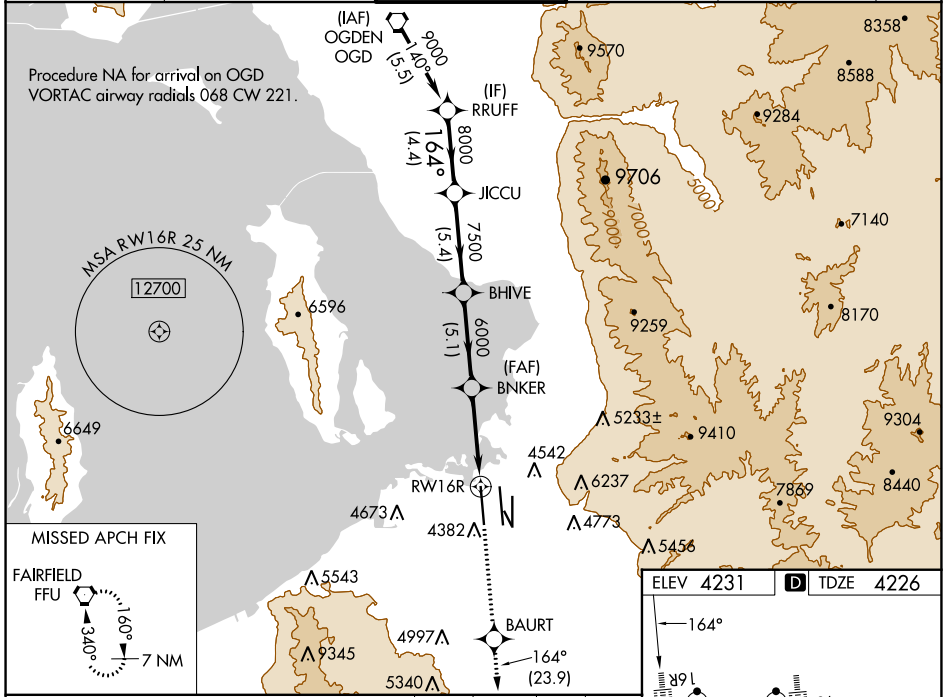 (IAF)
OGDEN
OGD
9000
140°
(5.5)
Procedure NA for arrival on OGD
VORTAC airway radials 068 CW 221.
(IF)
RRUFF
8000
164°
(4.4)
JICCU
7500
(5.4)
BHIVE
6000
(5.1)
(FAF)
BNKER
RW16R
MSA RW16R 25 NM
12700
6596
6649
9570
8358
8588
9284
9706
5000
7000
9000
7140
8170
9259
5233±
9410
9304
8440
7869
4542
6237
4773
5456
4673
4382
5543
9345
4997
5340
BAURT
164°
(23.9)
MISSED APCH FIX
FAIRFIELD
FFU
340°
160°
7 NM
ELEV 4231
D
TDZE 4226
164°
16R